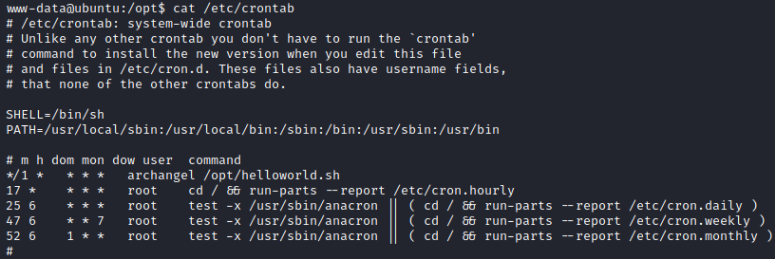 www-data@ubuntu:/opt$ cat /etc/crontab
# /etc/crontab: system-wide crontab
# Unlike any other crontab you don't have to run the `crontab'
# command to install the new version when you edit this file
# and files in /etc/cron.d. These files also have username fields,
# that none of the other crontabs do.

SHELL=/bin/sh
PATH=/usr/local/sbin:/usr/local/bin:/sbin:/bin:/usr/sbin:/usr/bin

# m h dom mon dow user  command
*/1 *   * * *   archangel /opt/helloworld.sh
17 *    * * *   root    cd / && run-parts --report /etc/cron.hourly
25 6    * * *   root    test -x /usr/sbin/anacron || ( cd / && run-parts --report /etc/cron.daily )
47 6    * * 7   root    test -x /usr/sbin/anacron || ( cd / && run-parts --report /etc/cron.weekly )
52 6    1 * *   root    test -x /usr/sbin/anacron || ( cd / && run-parts --report /etc/cron.monthly )
#